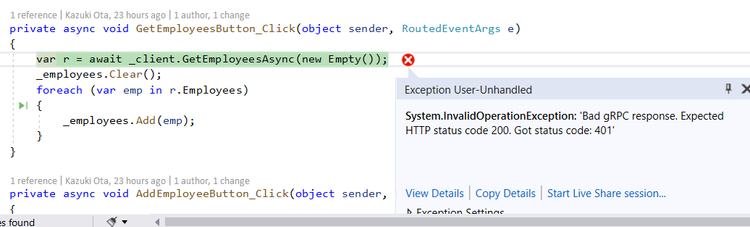 1 reference | Kazuki Ota, 23 hours ago | 1 author, 1 change
private async void GetEmployeesButton_Click(object sender, RoutedEventArgs e)
{
var r = await _client.GetEmployeesAsync(new Empty());
_employees.Clear();
foreach (var emp in r.Employees)
{
_employees.Add(emp);
}
}
Exception User-Unhandled
System.InvalidOperationException: 'Bad gRPC response. Expected
HTTP status code 200. Got status code: 401'
View Details | Copy Details | Start Live Share session...
1 reference | Kazuki Ota, 23 hours ago | 1 author, 1 change
private async void AddEmployeeButton_Click(object sender,
{
Exception Settings
es found